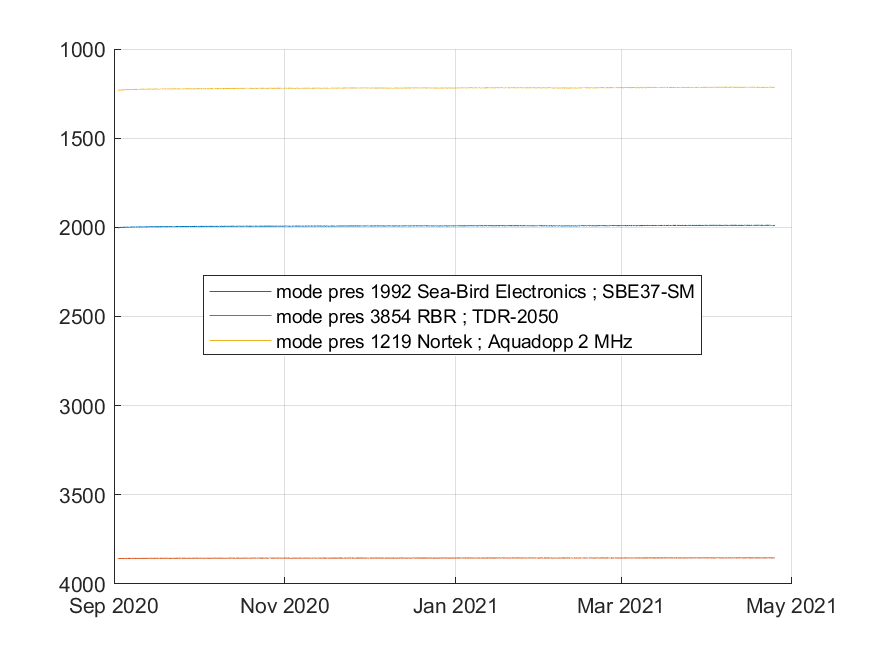 1000
1500
2000
2500
3000
3500
4000
mode pres 1992 Sea-Bird Electronics ; SBE37-SM
mode pres 3854 RBR ; TDR-2050
mode pres 1219 Nortek ; Aquadopp 2 MHz
Sep 2020 Nov 2020 Jan 2021 Mar 2021 May 2021